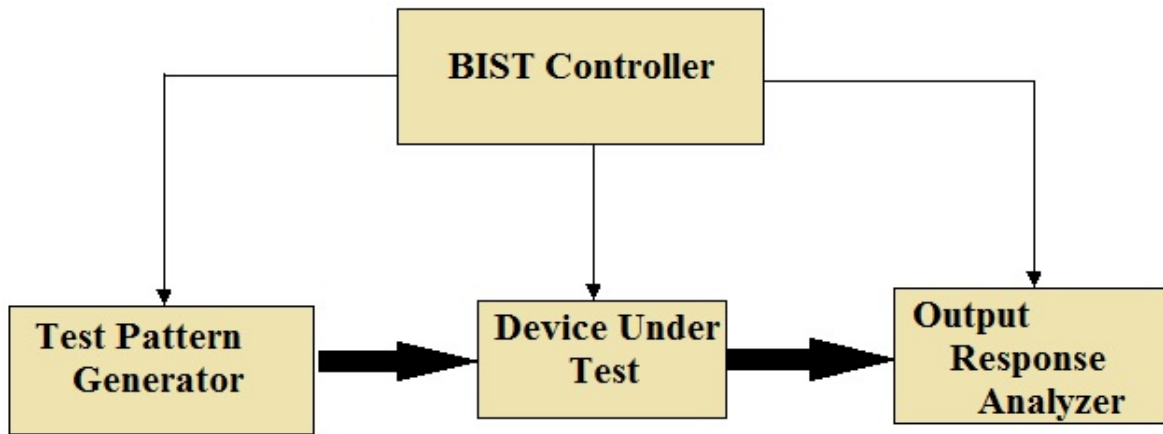 BIST Controller
Test Pattern
Generator
Device Under
Test
Output
Response
Analyzer